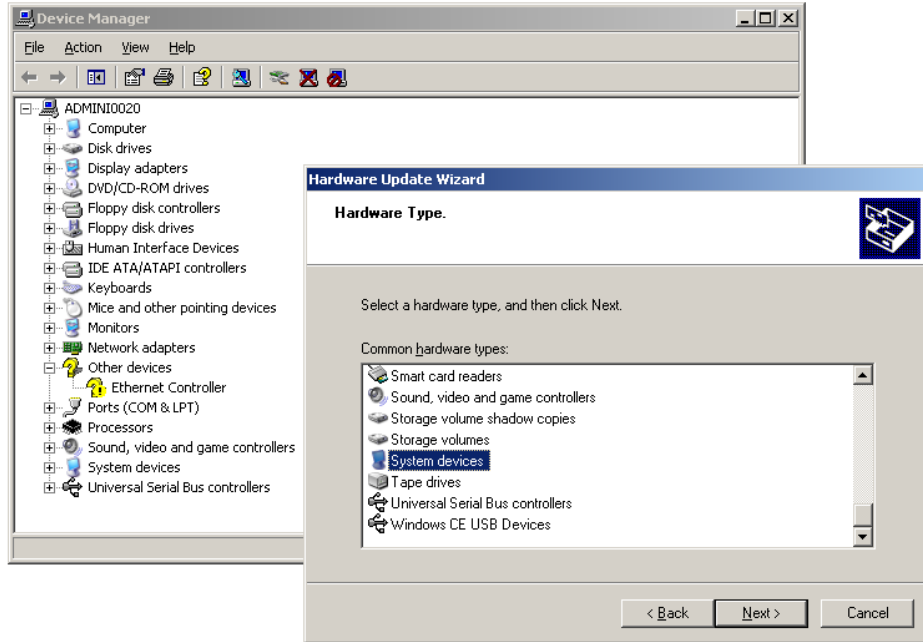 Device Manager
File Action View Help
ADMINI0020
Computer
Disk drives
Display adapters
DVD/CD-ROM drives
Floppy disk controllers
Floppy disk drives
Human Interface Devices
IDE ATA/ATAPI controllers
Keyboards
Mice and other pointing devices
Monitors
Network adapters
Other devices
Ethernet Controller
Ports (COM & LPT)
Processors
Sound, video and game controllers
System devices
Universal Serial Bus controllers
Hardware Update Wizard
Hardware Type.
Select a hardware type, and then click Next.
Common hardware types:
Smart card readers
Sound, video and game controllers
Storage volume shadow copies
Storage volumes
System devices
Tape drives
Universal Serial Bus controllers
Windows CE USB Devices
< Back Next > Cancel